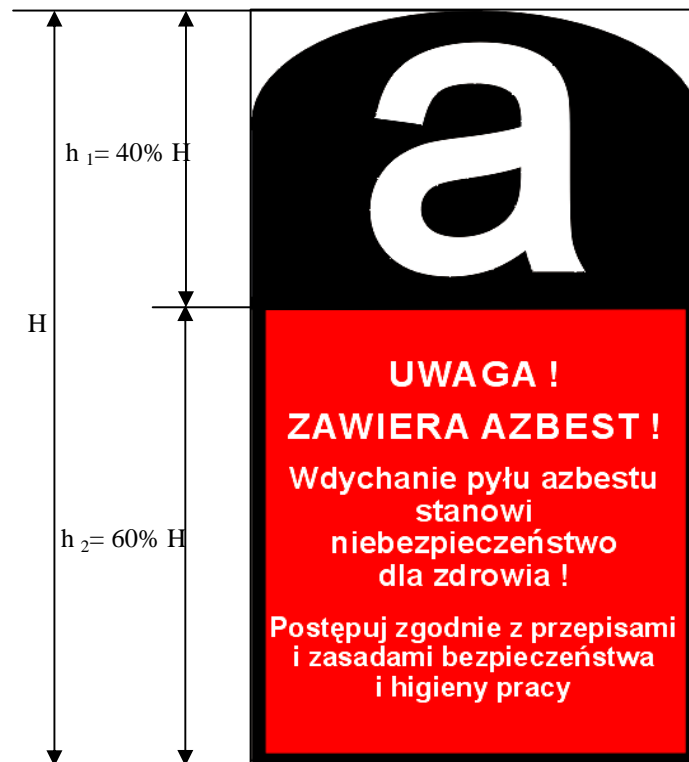 a
h 1= 40% H
H
UWAGA !
ZAWIERA AZBEST !
Wdychanie pyłu azbestu
stanowi
niebezpieczeństwo
dla zdrowia !
h 2= 60% H
Postępuj zgodnie z przepisami
i zasadami bezpieczeństwa
i higieny pracy